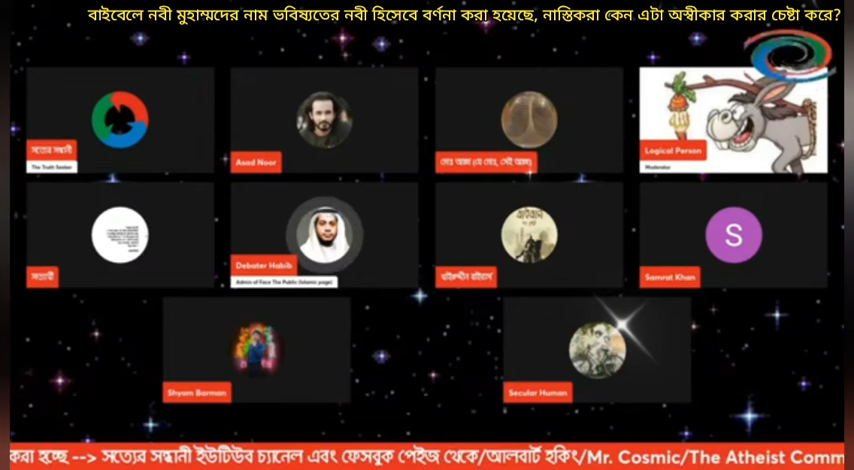 বাইবেলে নবী মুহাম্মদের নাম ভবিষ্যতের নবী হিসেবে বর্ণনা করা হয়েছে, নাস্তিকরা কেন এটা অস্বীকার করার চেষ্টা করে?
সত্যের সন্ধানী
The Truth Seeker
Asad Noor
Logical Person
Moderator
Debater Habib
Admin of Face The Public (Islamic page)
S
Samrat Khan
Shyam Barman
Secular Human
করা হচ্ছে --> সত্যের সন্ধানী ইউটিউব চ্যানেল এবং ফেসবুক পেইজ থেকে/আলবার্ট হকিং/Mr. Cosmic/The Atheist Comm